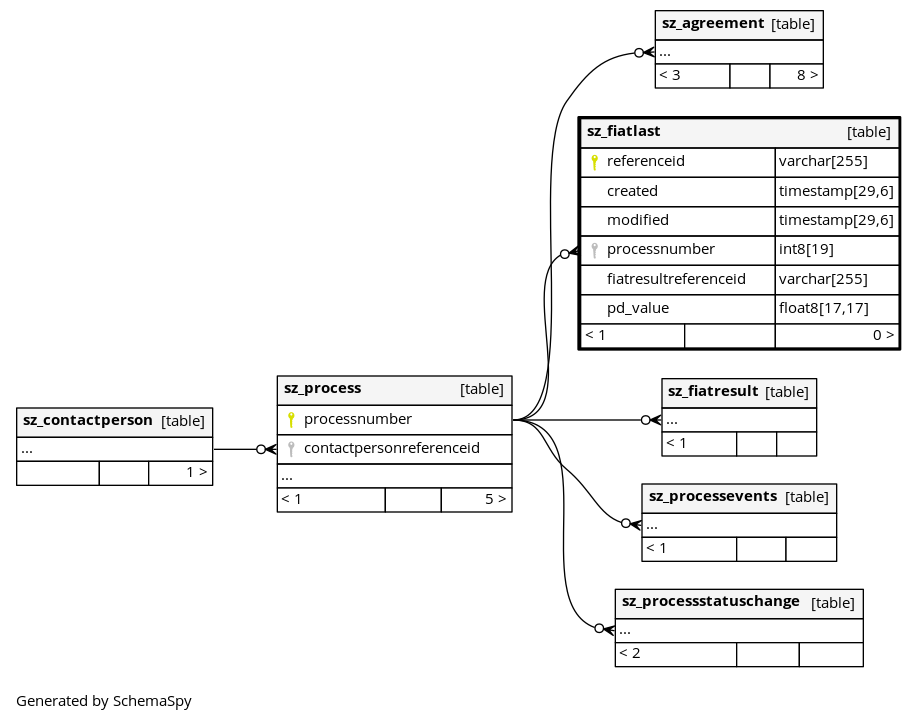 sz_agreement [table]
...
< 3 8 >
sz_fiatlast [table]
referenceid varchar[255]
created timestamp[29,6]
modified timestamp[29,6]
processnumber int8[19]
fiatresultreferenceid varchar[255]
pd_value float8[17,17]
< 1 0 >
sz_process [table]
processnumber
contactpersonreferenceid
...
< 1 5 >
sz_contactperson [table]
...
1 >
sz_fiatresult [table]
...
< 1
sz_processevents [table]
...
< 1
sz_processstatuschange [table]
...
< 2
Generated by SchemaSpy